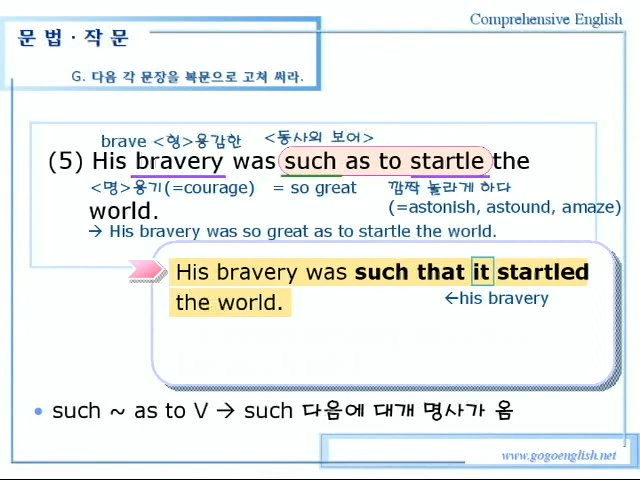 Comprehensive English
문 법 · 작 문
G. 다음 각 문장을 복문으로 고쳐 써라.
brave <형>용감한 <동사의 보어>
(5) His bravery was such as to startle the
<명>용기(=courage) = so great 깜짝 놀라게 하다
world. (=astonish, astound, amaze)
→ His bravery was so great as to startle the world.
His bravery was such that it startled
the world. ←his bravery
• such ~ as to V → such 다음에 대개 명사가 옴
www.gogoenglish.net